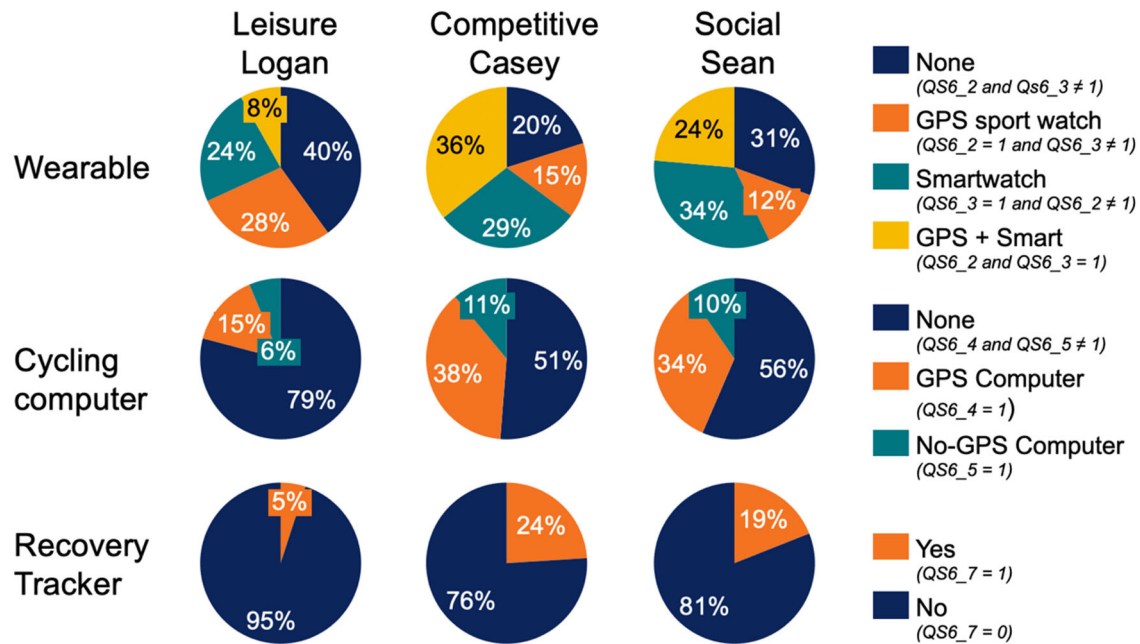 Leisure
Logan
Competitive
Casey
Social
Sean
Wearable
8%
40%
24%
28%
20%
36%
15%
29%
24%
31%
12%
34%
None
(QS6_2 and Qs6_3 ≠ 1)
GPS sport watch
(QS6_2 = 1 and QS6_3 ≠ 1)
Smartwatch
(QS6_3 = 1 and QS6_2 ≠ 1)
GPS + Smart
(QS6_2 and QS6_3 = 1)
Cycling
computer
15%
6%
79%
11%
38%
51%
10%
34%
56%
None
(QS6_4 and QS6_5 ≠ 1)
GPS Computer
(QS6_4 = 1)
No-GPS Computer
(QS6_5 = 1)
Recovery
Tracker
5%
95%
24%
76%
19%
81%
Yes
(QS6_7 = 1)
No
(QS6_7 = 0)